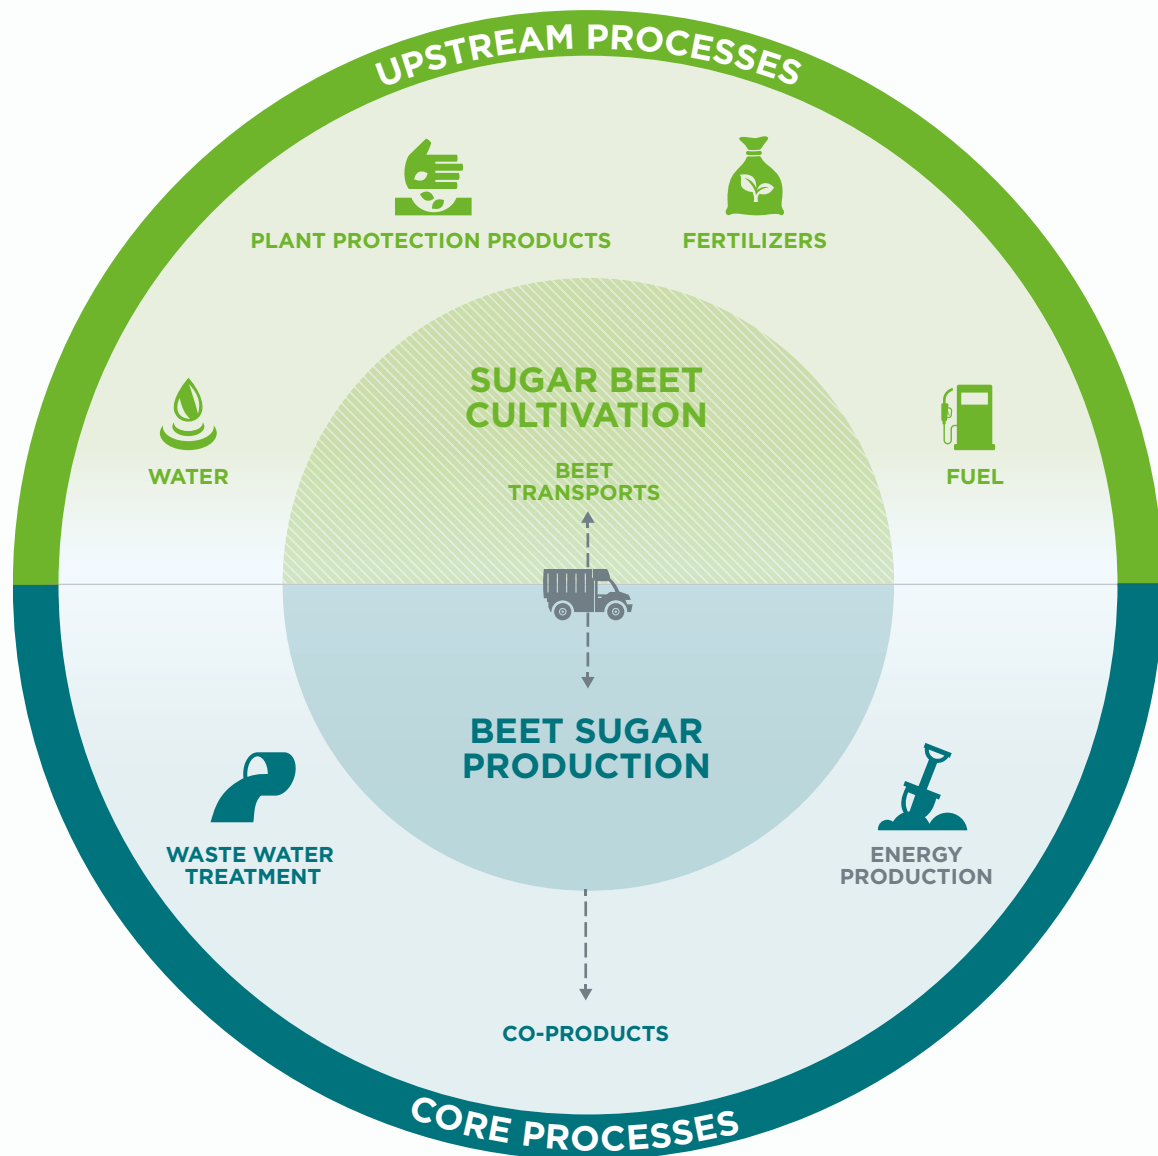 UPSTREAM PROCESSES
PLANT PROTECTION PRODUCTS
FERTILIZERS
SUGAR BEET
CULTIVATION
WATER
BEET
TRANSPORTS
FUEL
BEET SUGAR
PRODUCTION
WASTE WATER
TREATMENT
ENERGY
PRODUCTION
CO-PRODUCTS
CORE PROCESSES